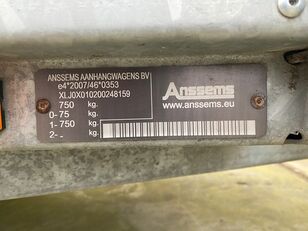 ANSSEMS AANHANGWAGENS BV
e4*2007/46*0353
XLJ0X010200248159
750 kg.
0- 75 kg.
1- 750 kg.
2- -. kg.
Anssems
www.anssems.eu